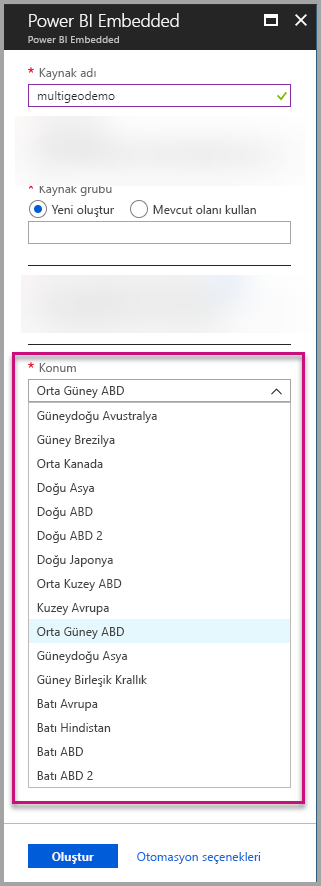 Power BI Embedded
Power BI Embedded
* Kaynak adı
multigeodemo
* Kaynak grubu
Yeni oluştur
Mevcut olanı kullan
* Konum
Orta Güney ABD
Güneydoğu Avustralya
Güney Brezilya
Orta Kanada
Doğu Asya
Doğu ABD
Doğu ABD 2
Doğu Japonya
Orta Kuzey ABD
Kuzey Avrupa
Orta Güney ABD
Güneydoğu Asya
Güney Birleşik Krallık
Batı Avrupa
Batı Hindistan
Batı ABD
Batı ABD 2
Oluştur
Otomasyon seçenekleri